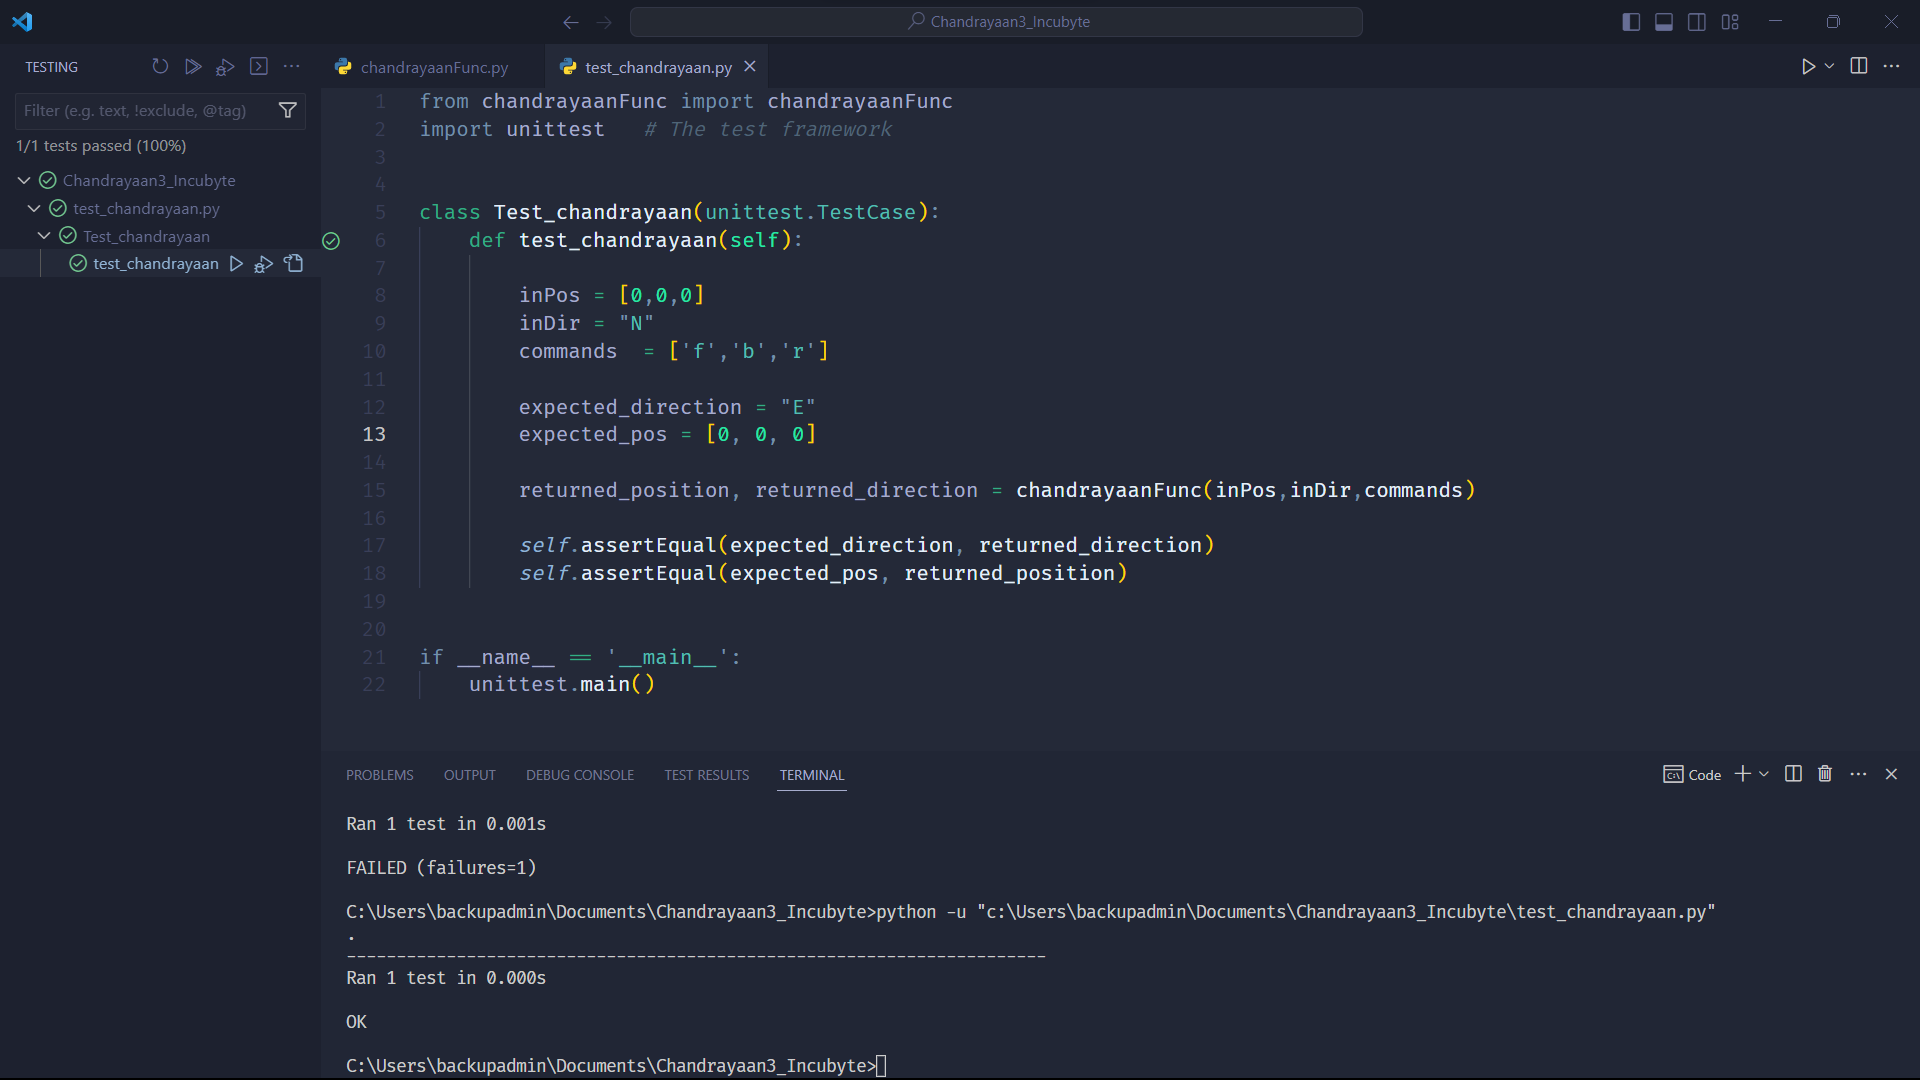 Chandrayaan3_Incubyte
TESTING
Filter (e.g. text, !exclude, @tag)
1/1 tests passed (100%)
Chandrayaan3_Incubyte
test_chandrayaan.py
Test_chandrayaan
test_chandrayaan
chandrayaanFunc.py
test_chandrayaan.py
1 from chandrayaanFunc import chandrayaanFunc
2 import unittest   # The test framework
3
4
5 class Test_chandrayaan(unittest.TestCase):
6     def test_chandrayaan(self):
7
8         inPos = [0,0,0]
9         inDir = "N"
10         commands  = ['f','b','r']
11
12         expected_direction = "E"
13         expected_pos = [0, 0, 0]
14
15         returned_position, returned_direction = chandrayaanFunc(inPos,inDir,commands)
16
17         self.assertEqual(expected_direction, returned_direction)
18         self.assertEqual(expected_pos, returned_position)
19
20
21 if __name__ == '__main__':
22     unittest.main()
PROBLEMS OUTPUT DEBUG CONSOLE TEST RESULTS TERMINAL
Code
Ran 1 test in 0.001s
FAILED (failures=1)
C:\Users\backupadmin\Documents\Chandrayaan3_Incubyte>python -u "c:\Users\backupadmin\Documents\Chandrayaan3_Incubyte\test_chandrayaan.py"
.
----------------------------------------------------------------------
Ran 1 test in 0.000s
OK
C:\Users\backupadmin\Documents\Chandrayaan3_Incubyte>